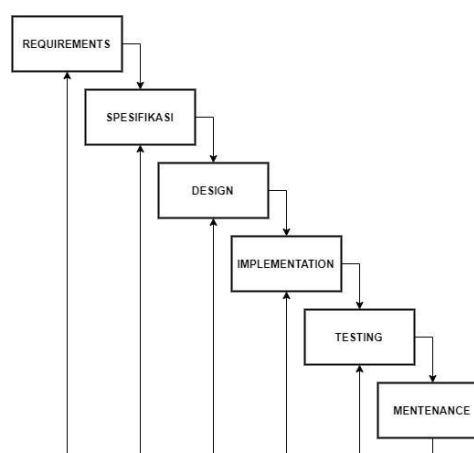 REQUIREMENTS
SPESIFIKASI
DESIGN
IMPLEMENTATION
TESTING
MENTENANCE